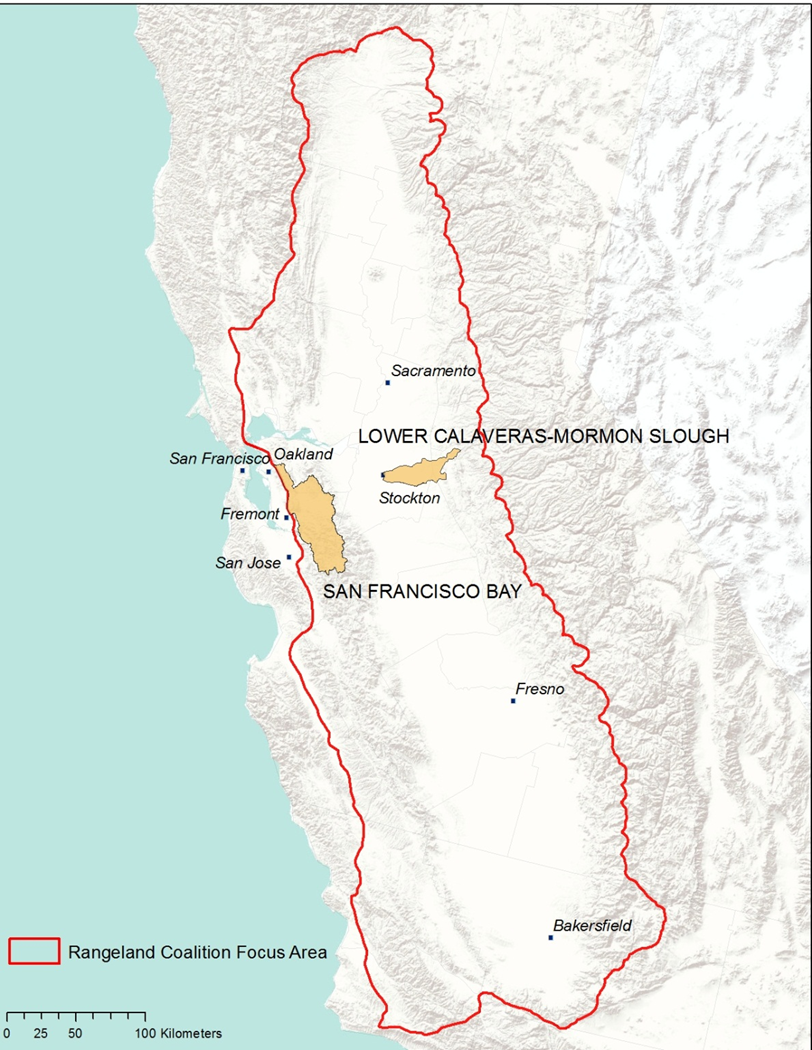 Sacramento
LOWER CALAVERAS-MORMON SLOUGH
San Francisco
Oakland
Stockton
Fremont
San Jose
SAN FRANCISCO BAY
Fresno
Bakersfield
Rangeland Coalition Focus Area
0 25 50 100 Kilometers